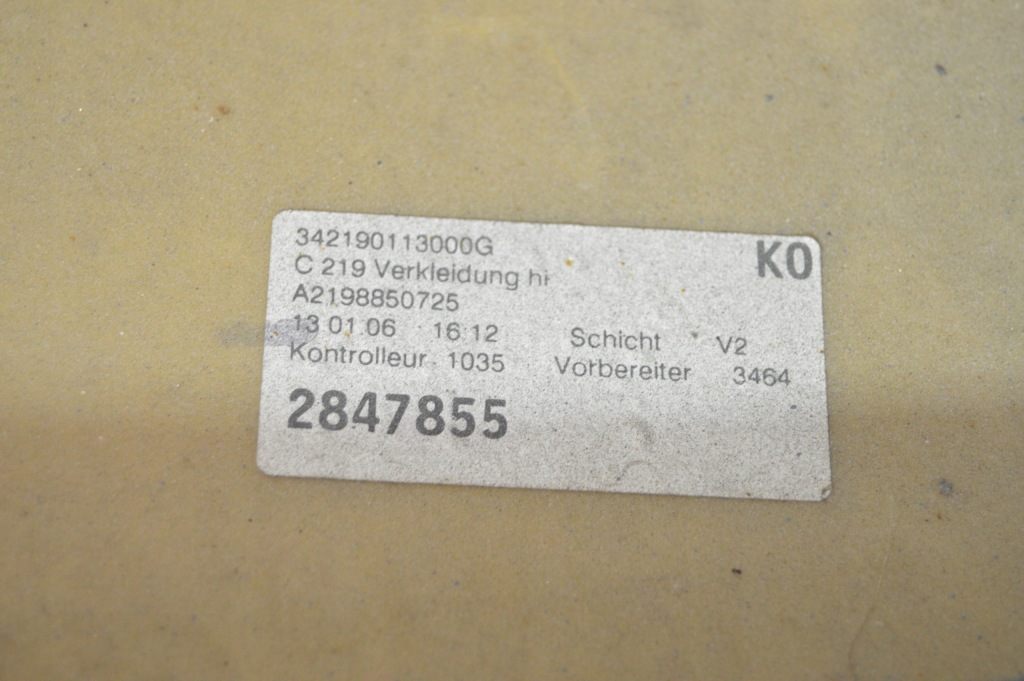 342190113000G K0
C 219 Verkleidung hi
A2198850725
13 01 06 16:12 Schicht V2
Kontrolleur 1035 Vorbereiter 3464
2847855